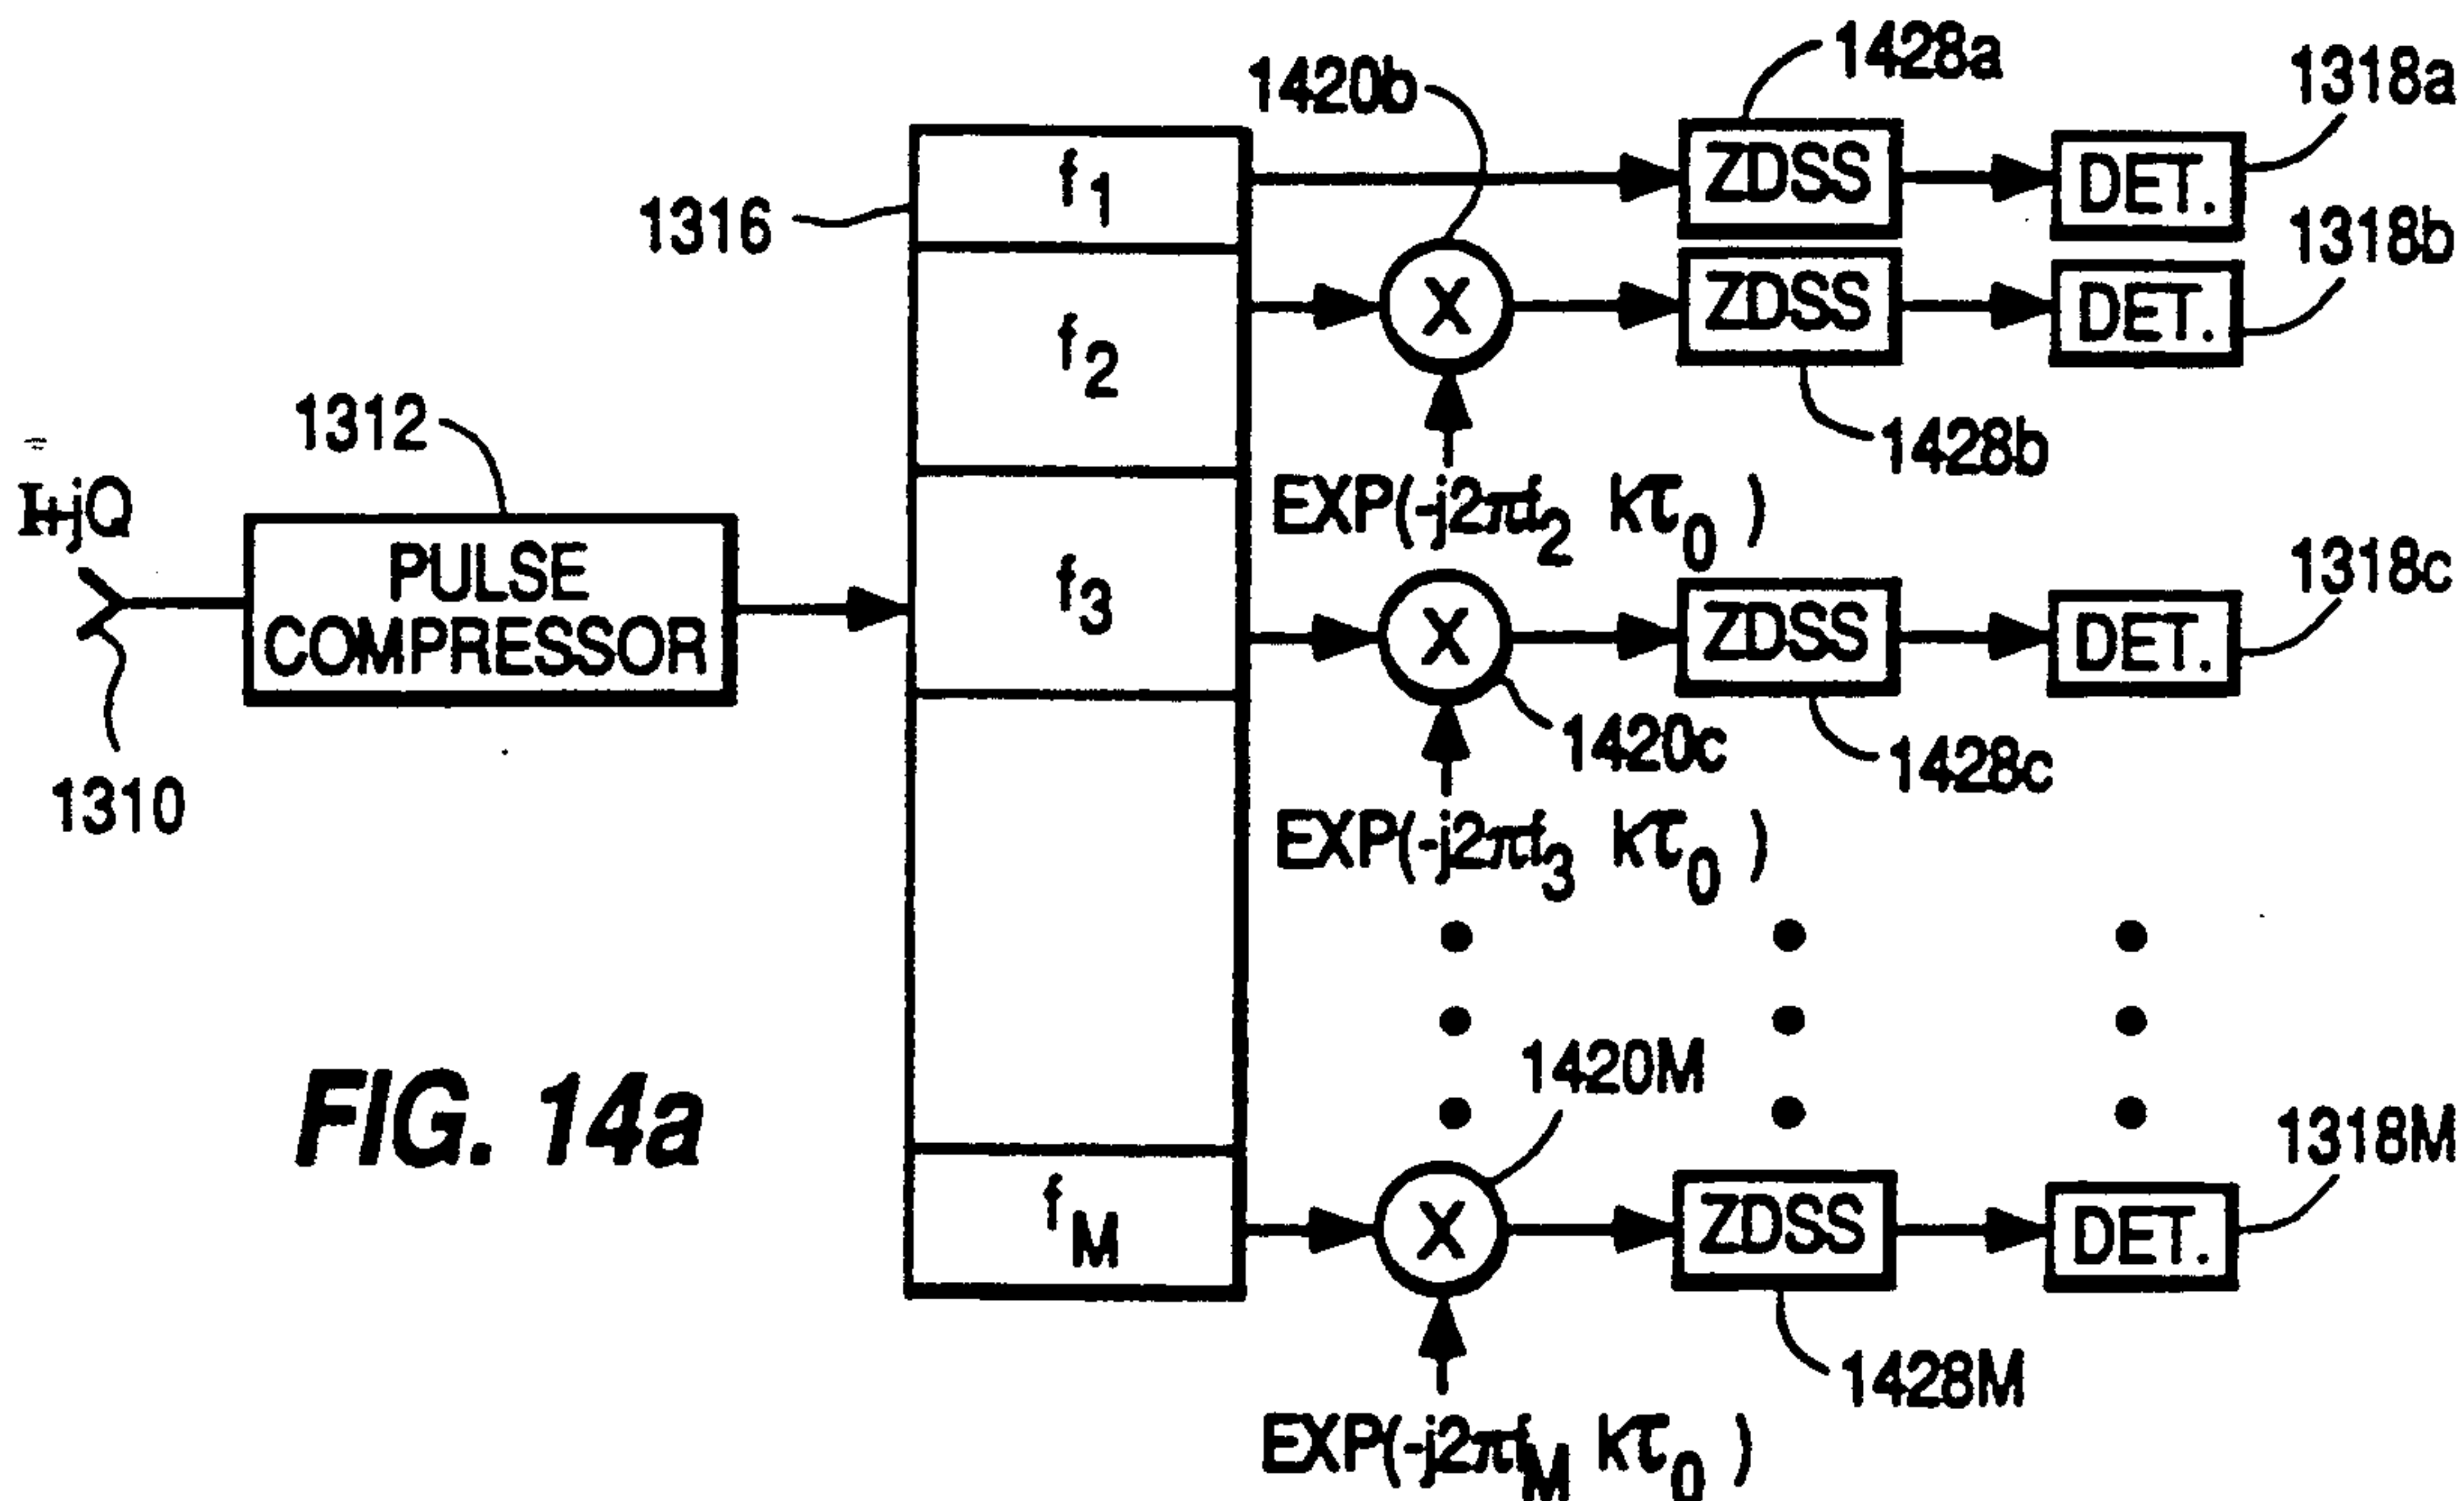 1428a
1420b
1318a
f1
ZDSS
DET.
1316
1318b
f2
X
ZDSS
DET.
1312
1428b
I+jQ
EXP(-j2πf2 Kτ0 )
PULSE
COMPRESSOR
f3
X
ZDSS
DET.
1318c
1420c
1428c
1310
EXP(-j2πf3 Kτ0 )
1420M
FIG. 14a
1318M
fM
X
ZDSS
DET.
1428M
EXP(-j2πfM Kτ0 )